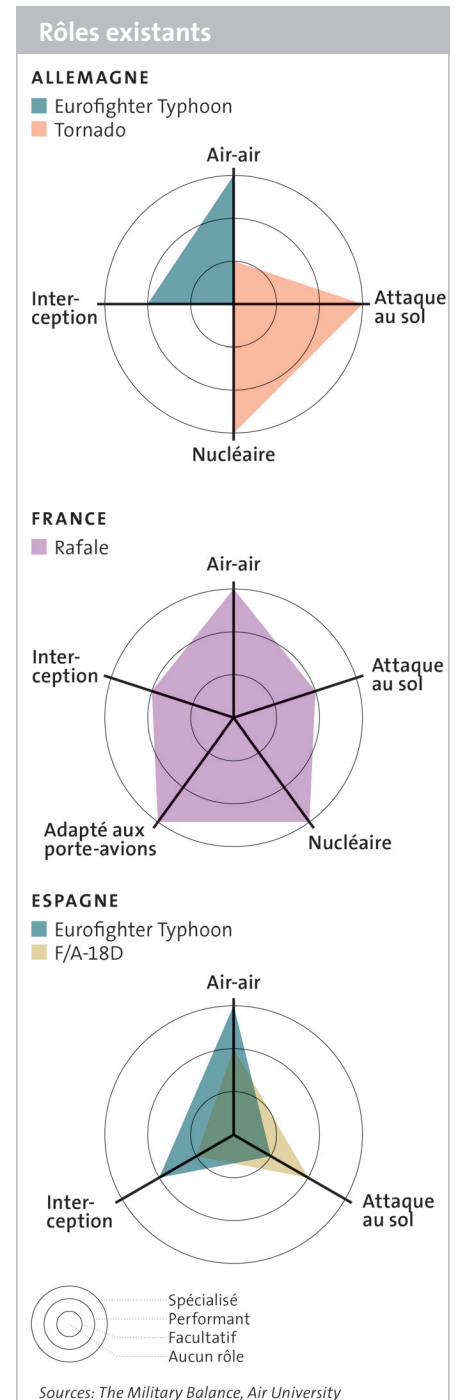 Rôles existants
ALLEMAGNE
Eurofighter Typhoon
Tornado
Air-air
Inter-
ception
Attaque
au sol
Nucléaire
FRANCE
Rafale
Air-air
Inter-
ception
Attaque
au sol
Adapté aux
porte-avions
Nucléaire
ESPAGNE
Eurofighter Typhoon
F/A-18D
Air-air
Inter-
ception
Attaque
au sol
Spécialisé
Performant
Facultatif
Aucun rôle
Sources: The Military Balance, Air University